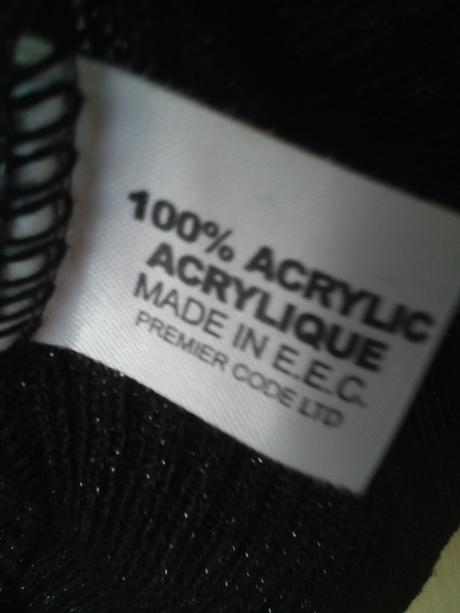 100% ACRYLIC
ACRYLIQUE
MADE IN E.E.C.
PREMIER CODE LTD